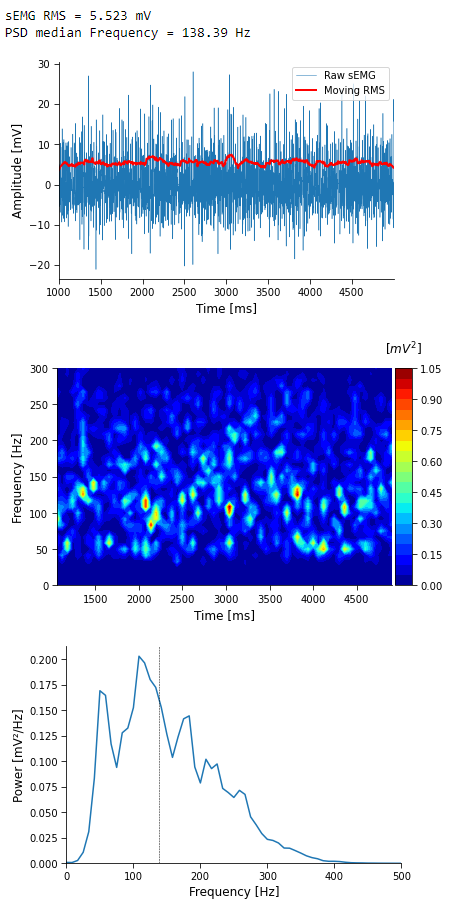 sEMG RMS = 5.523 mV
PSD median Frequency = 138.39 Hz
30
20
10
0
−10
−20
Amplitude [mV]
Raw sEMG
Moving RMS
1000 1500 2000 2500 3000 3500 4000 4500
Time [ms]
[mV²]
300
250
200
150
100
50
0
Frequency [Hz]
1.05
0.90
0.75
0.60
0.45
0.30
0.15
0.00
1500 2000 2500 3000 3500 4000 4500
Time [ms]
0.200
0.175
0.150
0.125
0.100
0.075
0.050
0.025
0.000
Power [mV²/Hz]
0 100 200 300 400 500
Frequency [Hz]